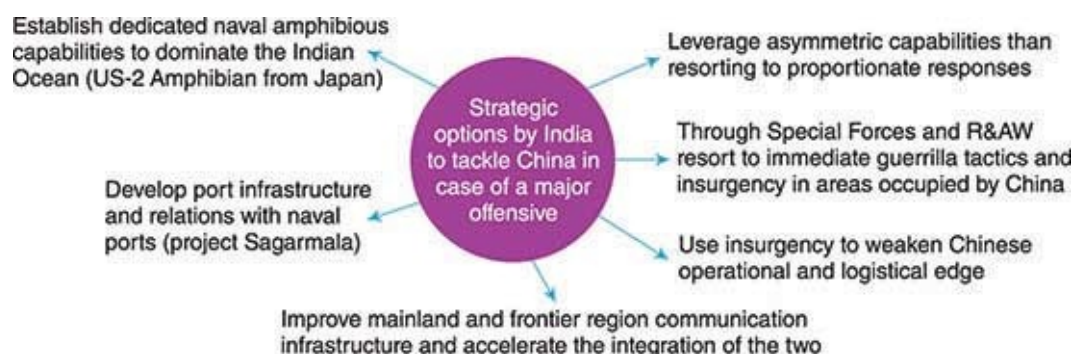 Establish dedicated naval amphibious
capabilities to dominate the Indian
Ocean (US-2 Amphibian from Japan)
Develop port infrastructure
and relations with naval
ports (project Sagarmala)
Strategic
options by India
to tackle China in
case of a major
offensive
Leverage asymmetric capabilities than
resorting to proportionate responses
Through Special Forces and R&AW
resort to immediate guerrilla tactics and
insurgency in areas occupied by China
Use insurgency to weaken Chinese
operational and logistical edge
Improve mainland and frontier region communication
infrastructure and accelerate the integration of the two